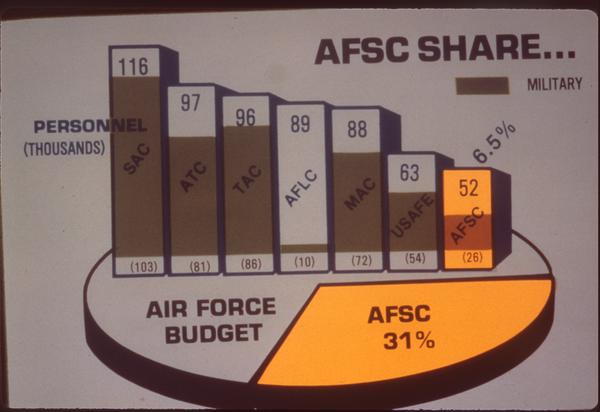 AFSC SHARE...
MILITARY
PERSONNEL
(THOUSANDS)
116
97
96
89
88
63
52
6.5%
SAC
ATC
TAC
AFLC
MAC
USAFE
AFSC
(103)
(81)
(86)
(10)
(72)
(54)
(26)
AIR FORCE
BUDGET
AFSC
31%